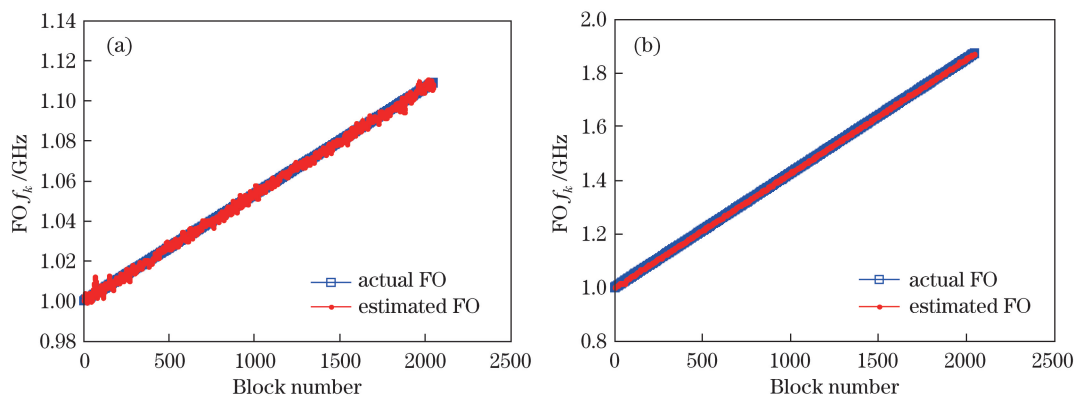 (a)
FO f_k /GHz
1.14
1.12
1.10
1.08
1.06
1.04
1.02
1.00
0.98
0
500
1000
1500
2000
2500
Block number
actual FO
estimated FO
(b)
FO f_k /GHz
2.0
1.8
1.6
1.4
1.2
1.0
0.8
0
500
1000
1500
2000
2500
Block number
actual FO
estimated FO